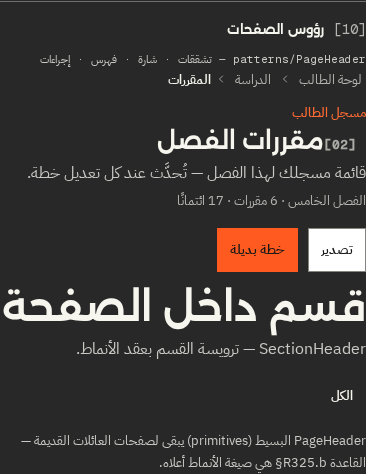 [10] رؤوس الصفحات
patterns/PageHeader — تشققات · شارة · فهرس · إجراءات
لوحة الطالب › الدراسة › المقررات
مسجل الطالب
[02] مقررات الفصل
قائمة مسجلك لهذا الفصل — تُحدَّث عند كل تعديل خطة.
الفصل الخامس · 6 مقررات · 17 ائتمانًا
تصدير
خطة بديلة
قسم داخل الصفحة
SectionHeader — ترويسة القسم بعقد الأنماط.
الكل
PageHeader البسيط (primitives) يبقى لصفحات العائلات القديمة —
القاعدة R325.b§ هي صيغة الأنماط أعلاه.